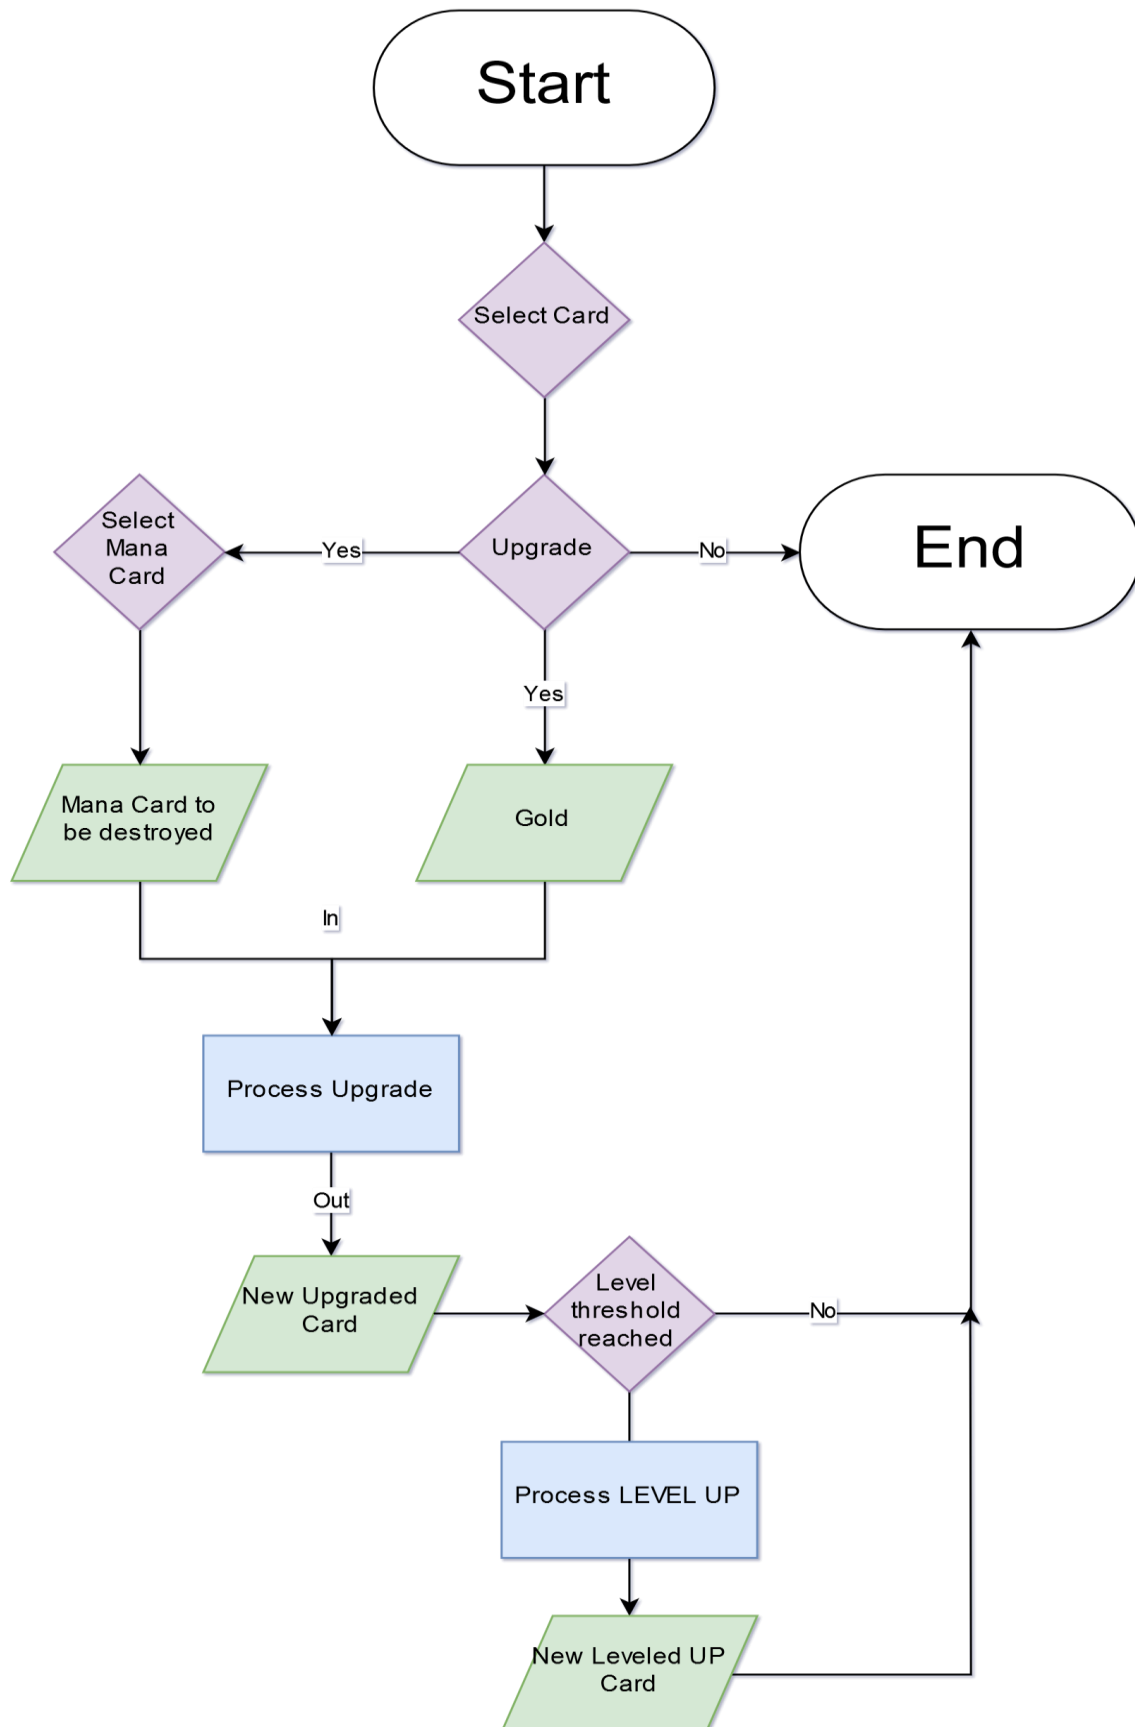 Start
Select Card
Select
Mana
Card
Yes
Upgrade
No
End
Yes
Mana Card to
be destroyed
Gold
In
Process Upgrade
Out
New Upgraded
Card
Level
threshold
reached
No
Process LEVEL UP
New Leveled UP
Card